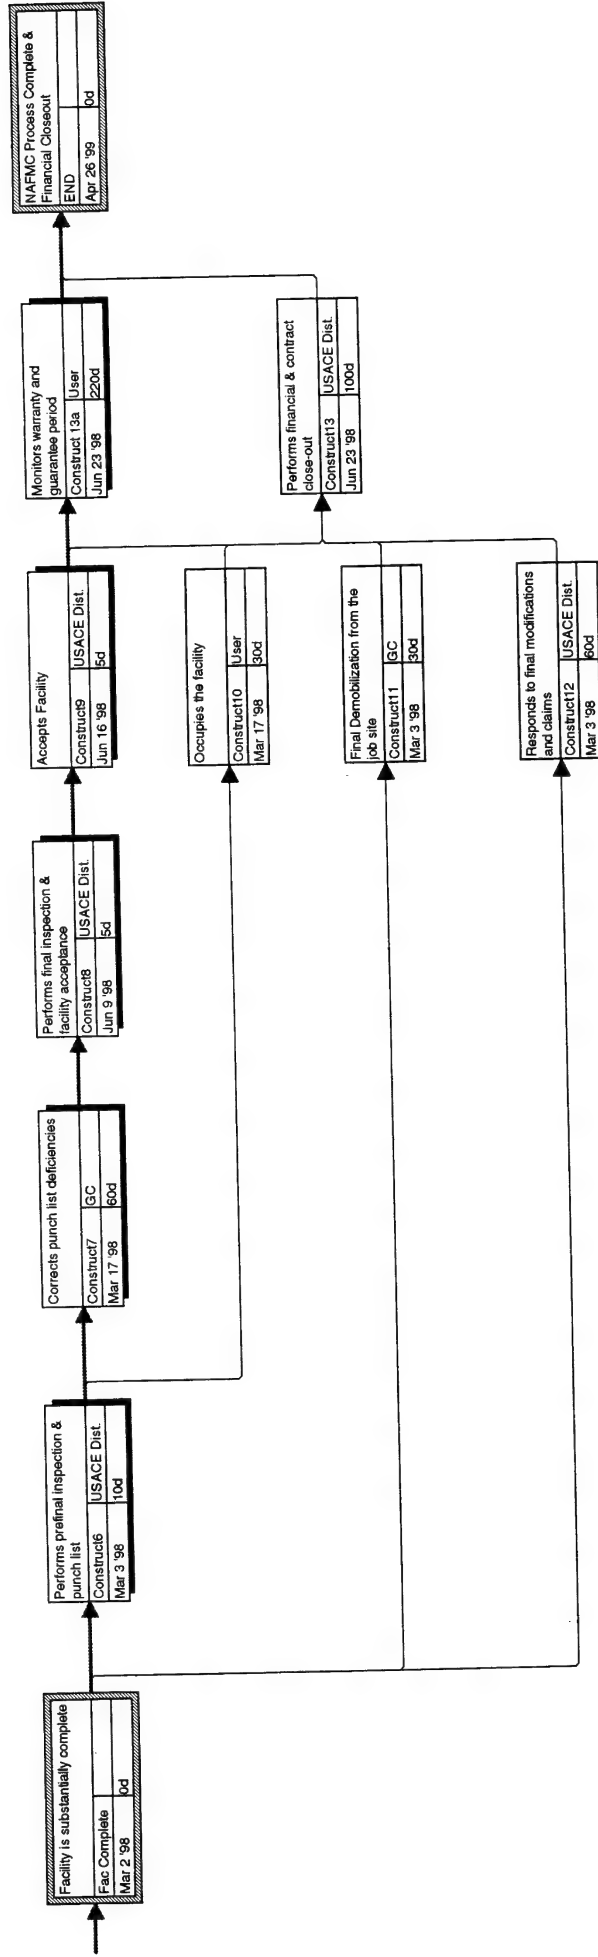 Facility is substantially complete
Fac Complete
Mar 2 '98 0d
Performs prefinal inspection &
punch list
Construct6 USACE Dist.
Mar 3 '98 10d
Corrects punch list deficiencies
Construct7 GC
Mar 17 '98 60d
Performs final inspection &
facility acceptance
Construct8 USACE Dist.
Jun 9 '98 5d
Accepts Facility
Construct9 USACE Dist.
Jun 16 '98 5d
Monitors warranty and
guarantee period
Construct 13a User
Jun 23 '98 220d
NAFMC Process Complete &
Financial Closeout
END
Apr 26 '99 0d
Occupies the facility
Construct10 User
Mar 17 '98 30d
Performs financial & contract
close-out
Construct13 USACE Dist.
Jun 23 '98 100d
Final Demobilization from the
job site
Construct11 GC
Mar 3 '98 30d
Responds to final modifications
and claims
Construct12 USACE Dist.
Mar 3 '98 60d